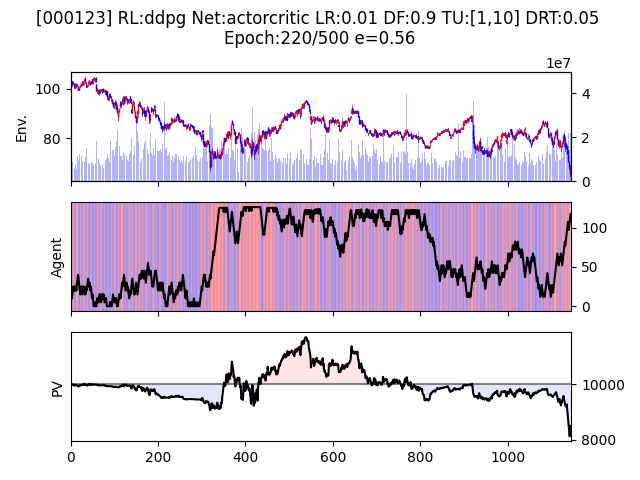 [000123] RL:ddpg Net:actorcritic LR:0.01 DF:0.9 TU:[1,10] DRT:0.05
Epoch:220/500 e=0.56
1e7
100
80
Env.
4
2
0
Agent
100
50
0
PV
10000
8000
0
200
400
600
800
1000